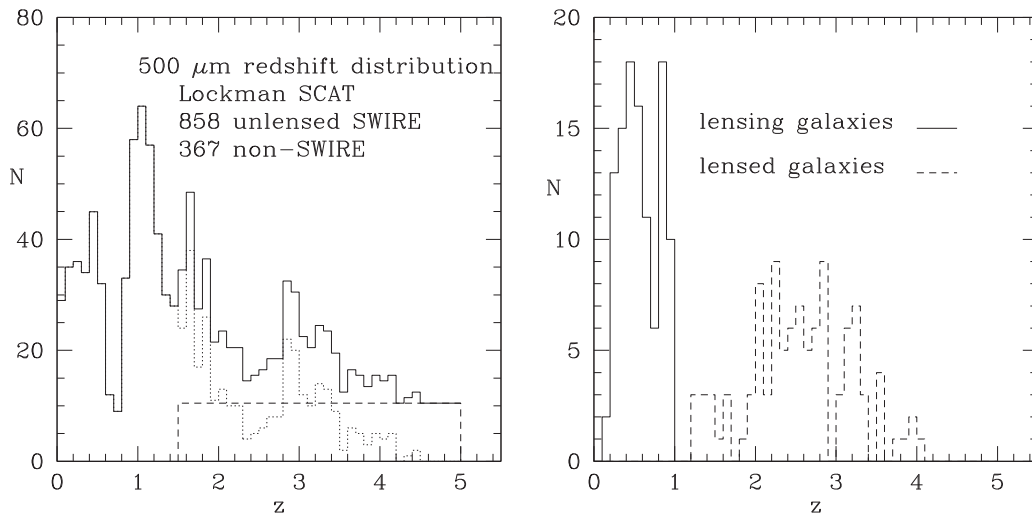 80
60
40
20
0
N
500 μm redshift distribution
Lockman SCAT
858 unlensed SWIRE
367 non−SWIRE
0 1 2 3 4 5
z
20
15
10
5
0
N
lensing galaxies
lensed galaxies
0 1 2 3 4 5
z